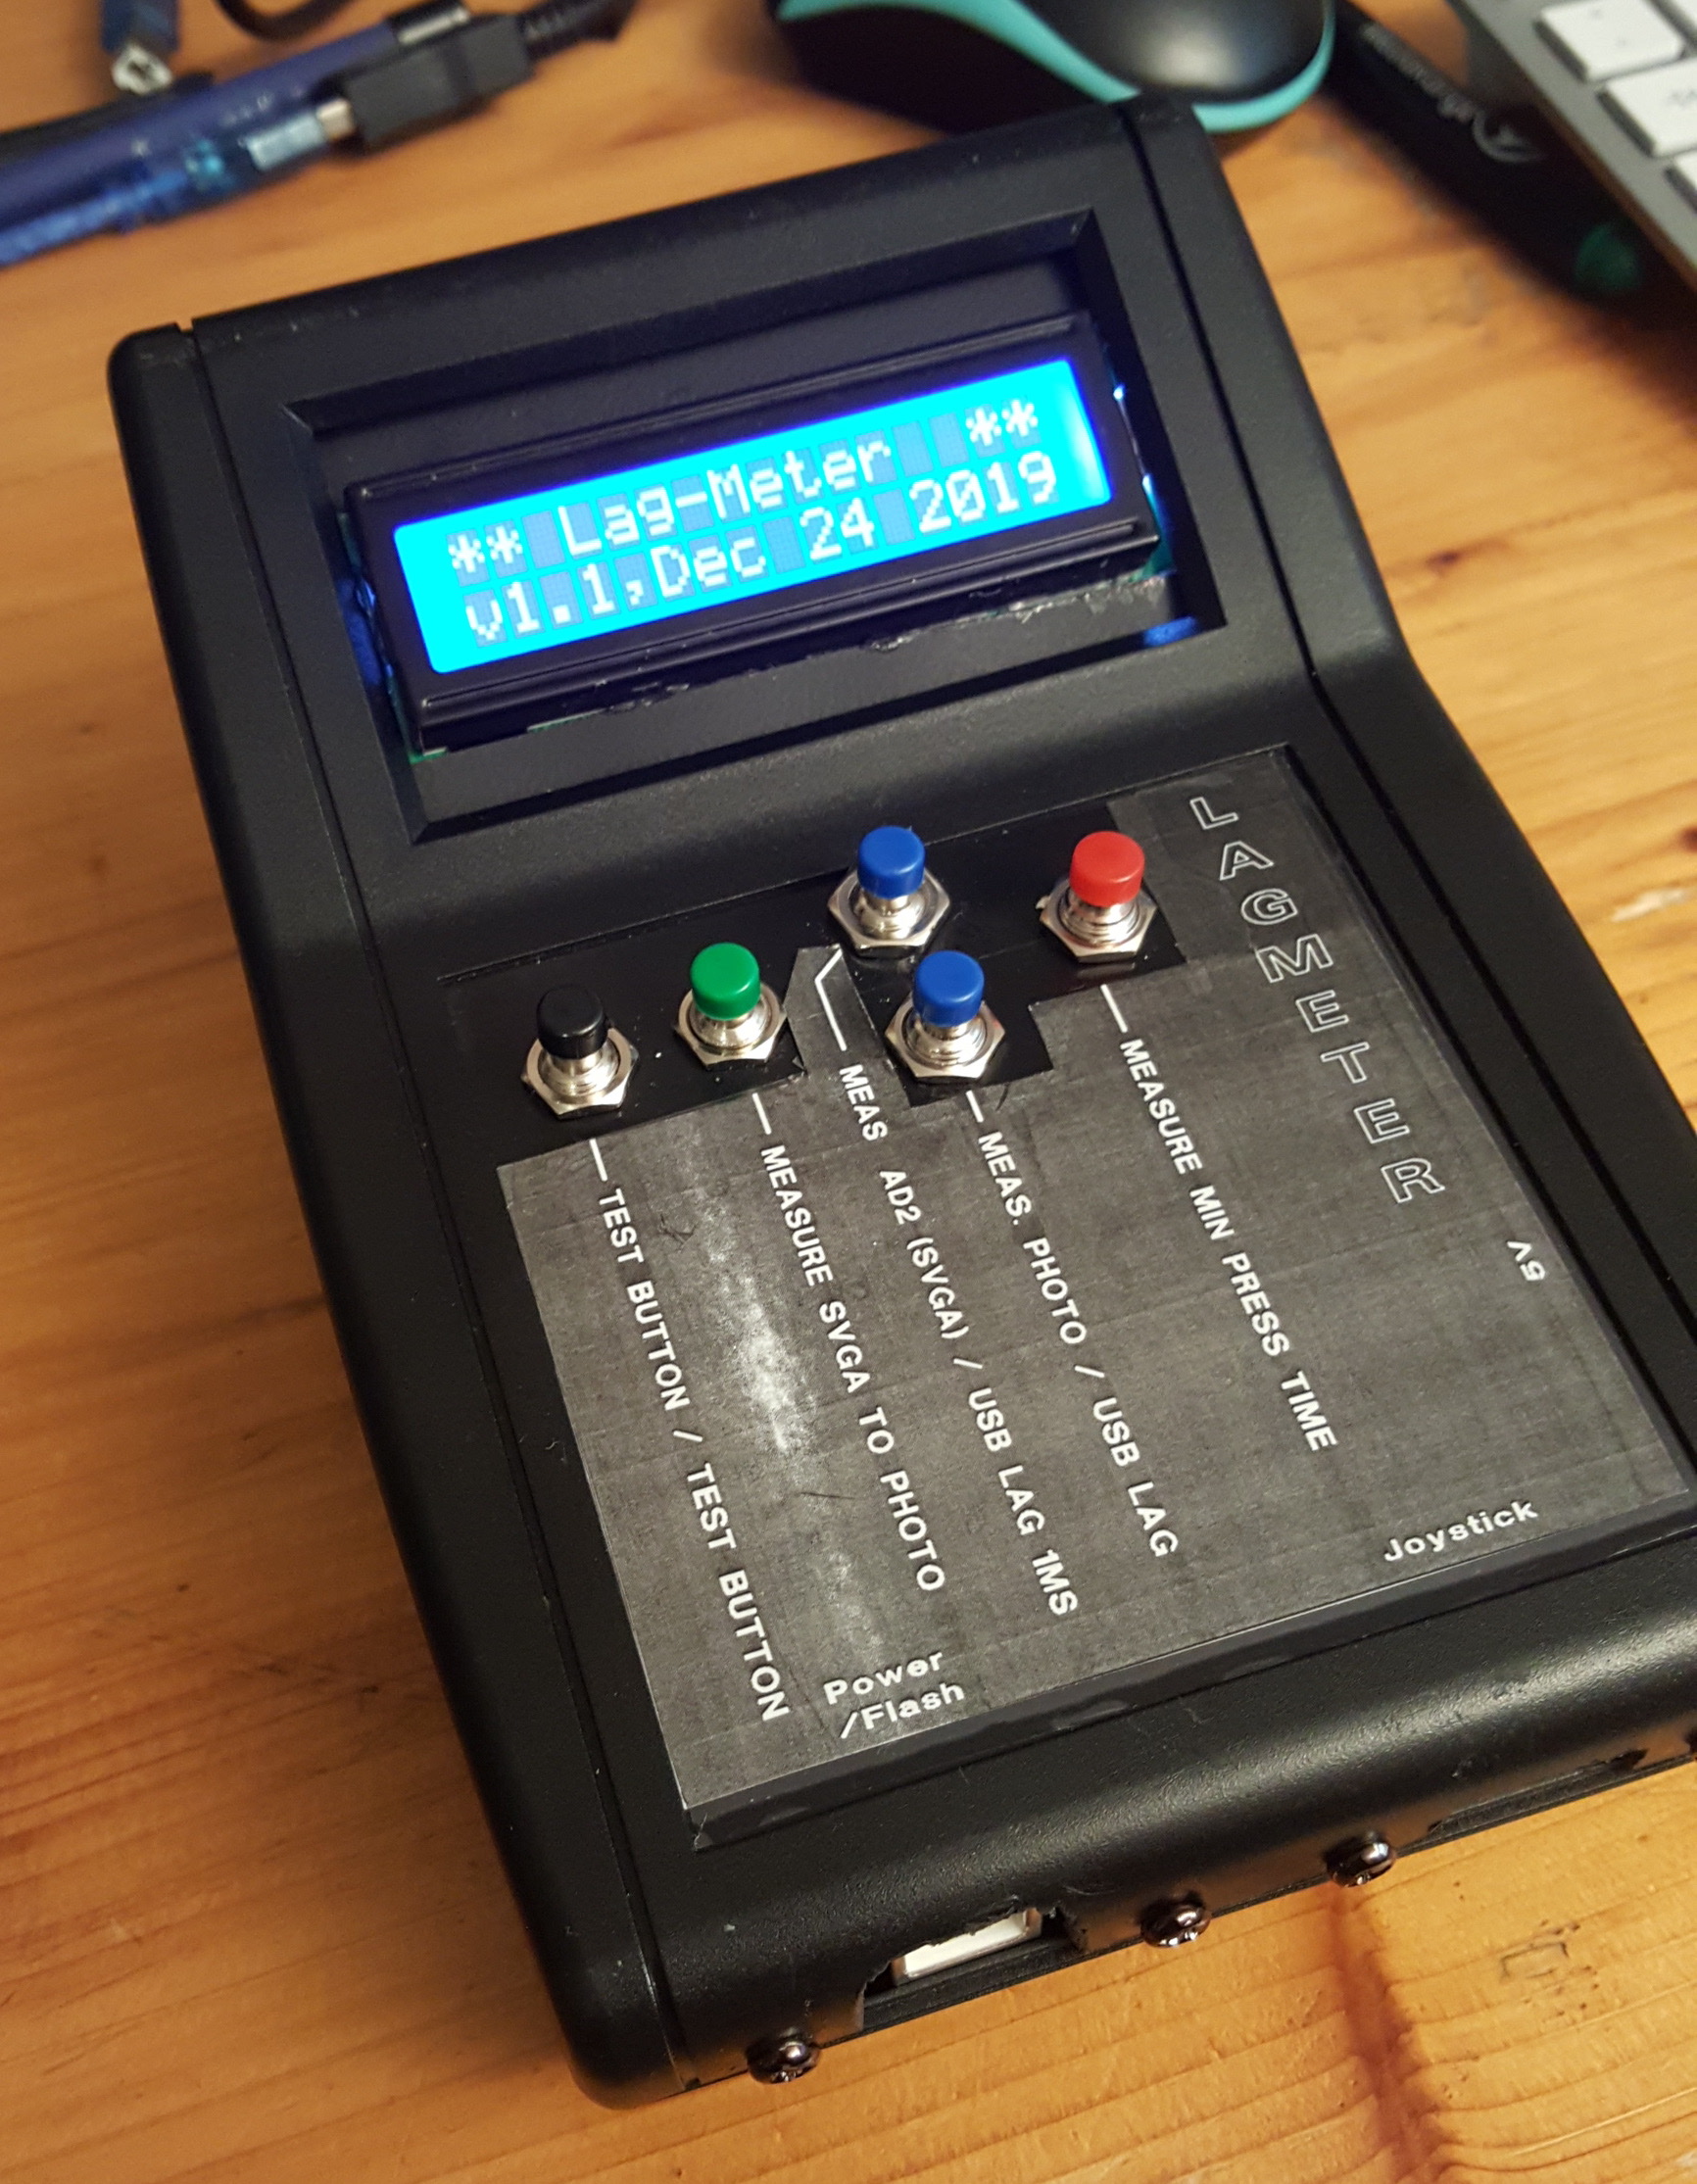 ** Lag-Meter **
v1.1,Dec 24 2019
LAGMETER
MEASURE MIN PRESS TIME
MEAS. PHOTO / USB LAG
MEAS AD2 (SVGA) / USB LAG 1MS
MEASURE SVGA TO PHOTO
TEST BUTTON / TEST BUTTON
5V
Joystick
Power
/Flash